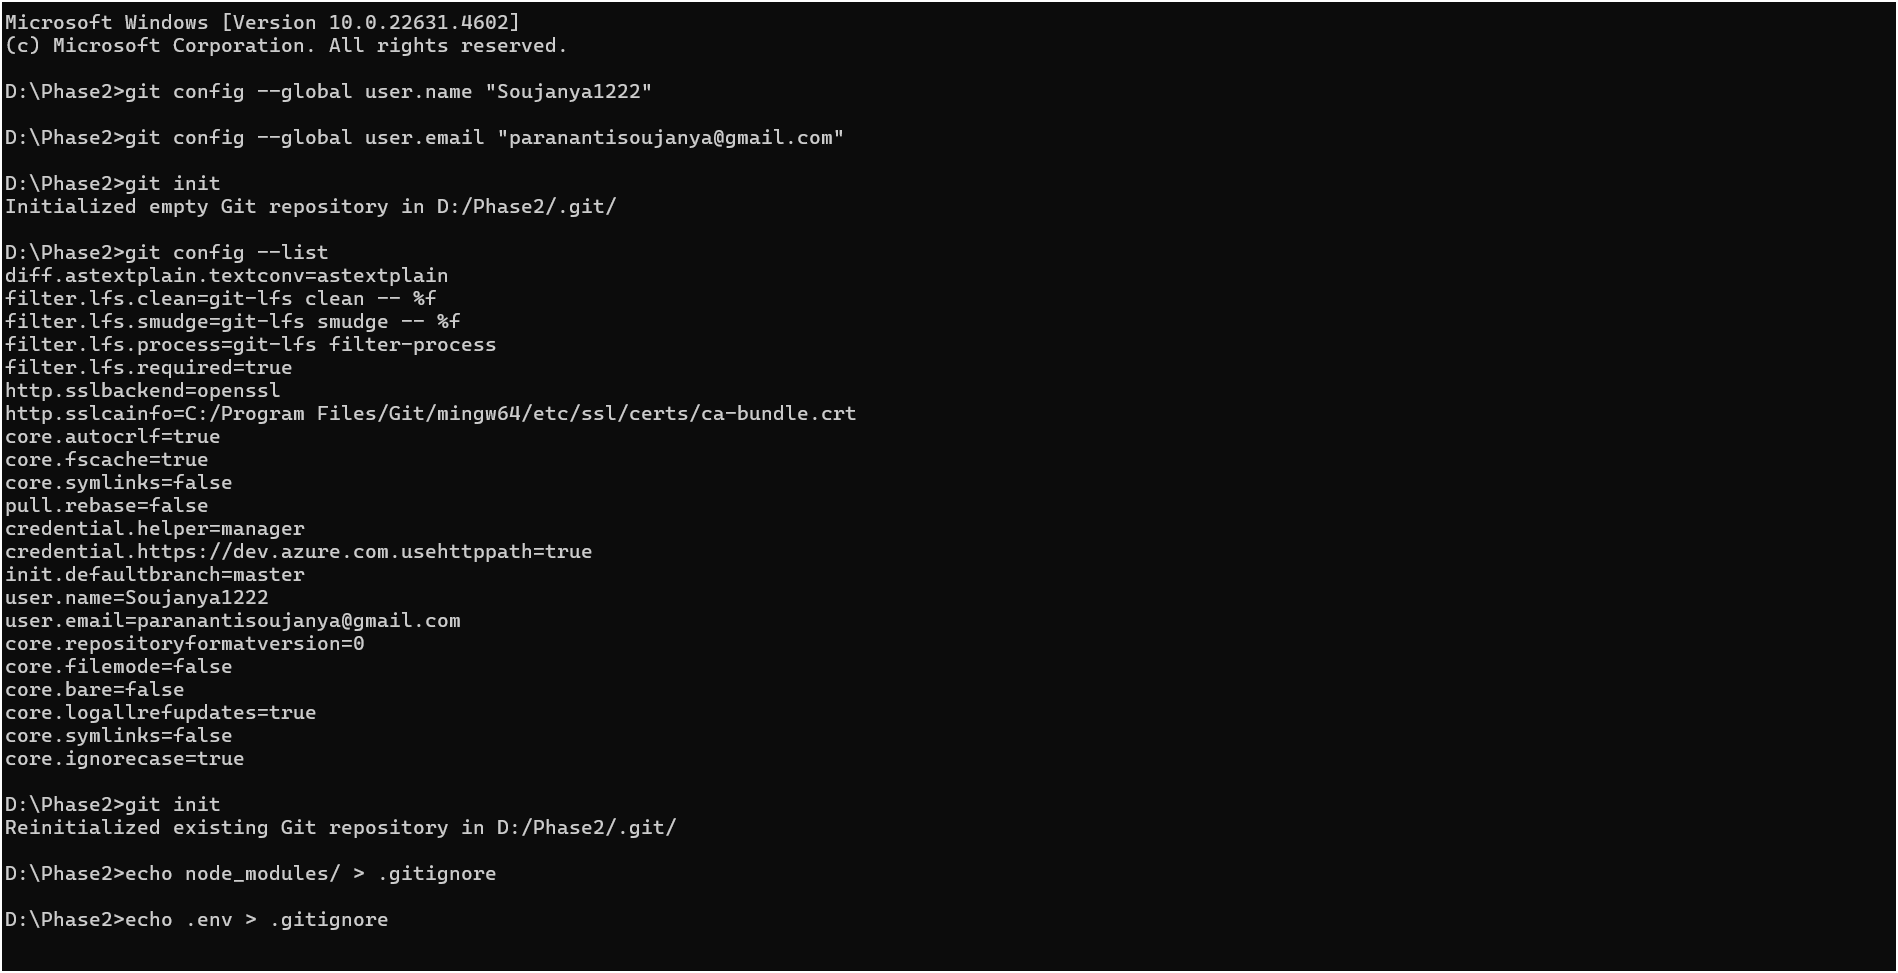 Microsoft Windows [Version 10.0.22631.4602]
(c) Microsoft Corporation. All rights reserved.
D:\Phase2>git config --global user.name "Soujanya1222"
D:\Phase2>git config --global user.email "paranantisoujanya@gmail.com"
D:\Phase2>git init
Initialized empty Git repository in D:/Phase2/.git/
D:\Phase2>git config --list
diff.astextplain.textconv=astextplain
filter.lfs.clean=git-lfs clean -- %f
filter.lfs.smudge=git-lfs smudge -- %f
filter.lfs.process=git-lfs filter-process
filter.lfs.required=true
http.sslbackend=openssl
http.sslcainfo=C:/Program Files/Git/mingw64/etc/ssl/certs/ca-bundle.crt
core.autocrlf=true
core.fscache=true
core.symlinks=false
pull.rebase=false
credential.helper=manager
credential.https://dev.azure.com.usehttppath=true
init.defaultbranch=master
user.name=Soujanya1222
user.email=paranantisoujanya@gmail.com
core.repositoryformatversion=0
core.filemode=false
core.bare=false
core.logallrefupdates=true
core.symlinks=false
core.ignorecase=true
D:\Phase2>git init
Reinitialized existing Git repository in D:/Phase2/.git/
D:\Phase2>echo node_modules/ > .gitignore
D:\Phase2>echo .env > .gitignore